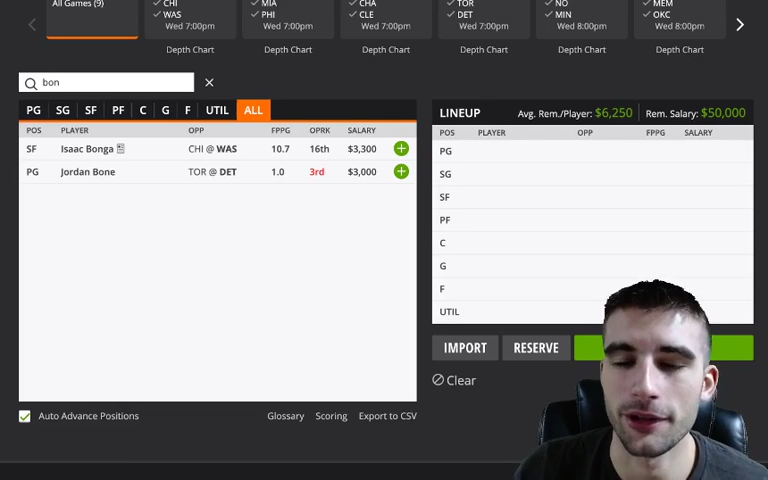 All Games (9)
CHI
WAS
Wed 7:00pm
MIA
PHI
Wed 7:00pm
CHA
CLE
Wed 7:00pm
TOR
DET
Wed 7:00pm
NO
MIN
Wed 8:00pm
MEM
OKC
Wed 8:00pm
Depth Chart Depth Chart Depth Chart Depth Chart Depth Chart Depth Chart
bon
PG SG SF PF C G F UTIL ALL
POS PLAYER OPP FPPG OPRK SALARY
SF Isaac Bonga CHI @ WAS 10.7 16th $3,300
PG Jordan Bone TOR @ DET 1.0 3rd $3,000
LINEUP Avg. Rem./Player: $6,250 Rem. Salary: $50,000
POS PLAYER OPP FPPG SALARY
PG
SG
SF
PF
C
G
F
UTIL
IMPORT RESERVE
Clear
Auto Advance Positions Glossary Scoring Export to CSV